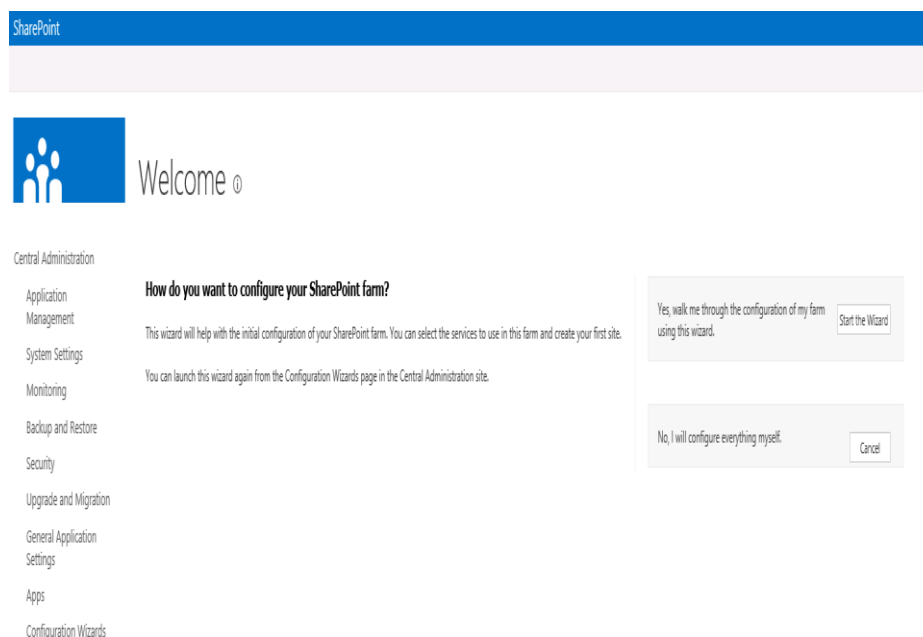 SharePoint
Welcome
Central Administration
Application
Management
System Settings
Monitoring
Backup and Restore
Security
Upgrade and Migration
General Application
Settings
Apps
Configuration Wizards
How do you want to configure your SharePoint farm?
This wizard will help with the initial configuration of your SharePoint farm. You can select the services to use in this farm and create your first site.
You can launch this wizard again from the Configuration Wizards page in the Central Administration site.
Yes, walk me through the configuration of my farm
using this wizard.
Start the Wizard
No, I will configure everything myself.
Cancel